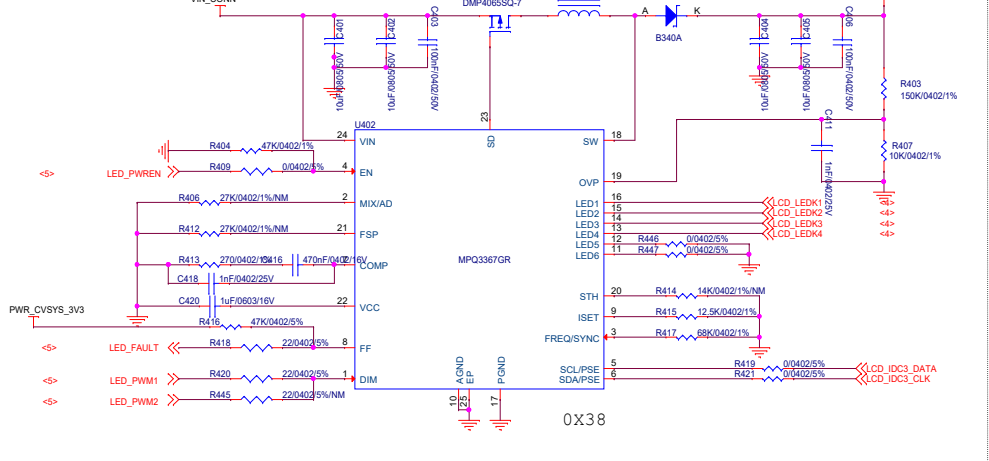 VIN_CONN
DMP4065SQ-7
A
K
B340A
C401
10uF/0805/50V
C402
10uF/0805/50V
C403
100nF/0402/50V
C404
10uF/0805/50V
C405
10uF/0805/50V
C406
100nF/0402/50V
R403
150K/0402/1%
C411
1nF/0402/25V
R407
10K/0402/1%
U402
23
SD
24
VIN
SW
18
R404
47K/0402/1%
<5>
LED_PWREN
R409
0/0402/5%
4
EN
OVP
19
R406
27K/0402/1%/NM
2
MIX/AD
LED1
16
LCD_LEDK1
<4>
LED2
15
LCD_LEDK2
LED3
14
LCD_LEDK3
<4>
LED4
13
LCD_LEDK4
<4>
R412
27K/0402/1%/NM
21
FSP
LED5
12
R446
0/0402/5%
LED6
11
R447
0/0402/5%
MPQ3367GR
R413
270/0402/1%
C416
470nF/0402/16V
COMP
C418
1nF/0402/25V
C420
1uF/0603/16V
22
VCC
STH
20
R414
14K/0402/1%/NM
ISET
9
R415
12.5K/0402/1%
FREQ/SYNC
3
R417
68K/0402/1%
PWR_CVSYS_3V3
R416
47K/0402/5%
<5>
LED_FAULT
R418
22/0402/5%
8
FF
SCL/PSE
5
R419
0/0402/5%
LCD_IDC3_DATA
SDA/PSE
6
R421
0/0402/5%
LCD_IDC3_CLK
<5>
LED_PWM1
R420
22/0402/5%
1
DIM
<5>
LED_PWM2
R445
22/0402/5%/NM
AGND
EP
PGND
10
25
17
0X38